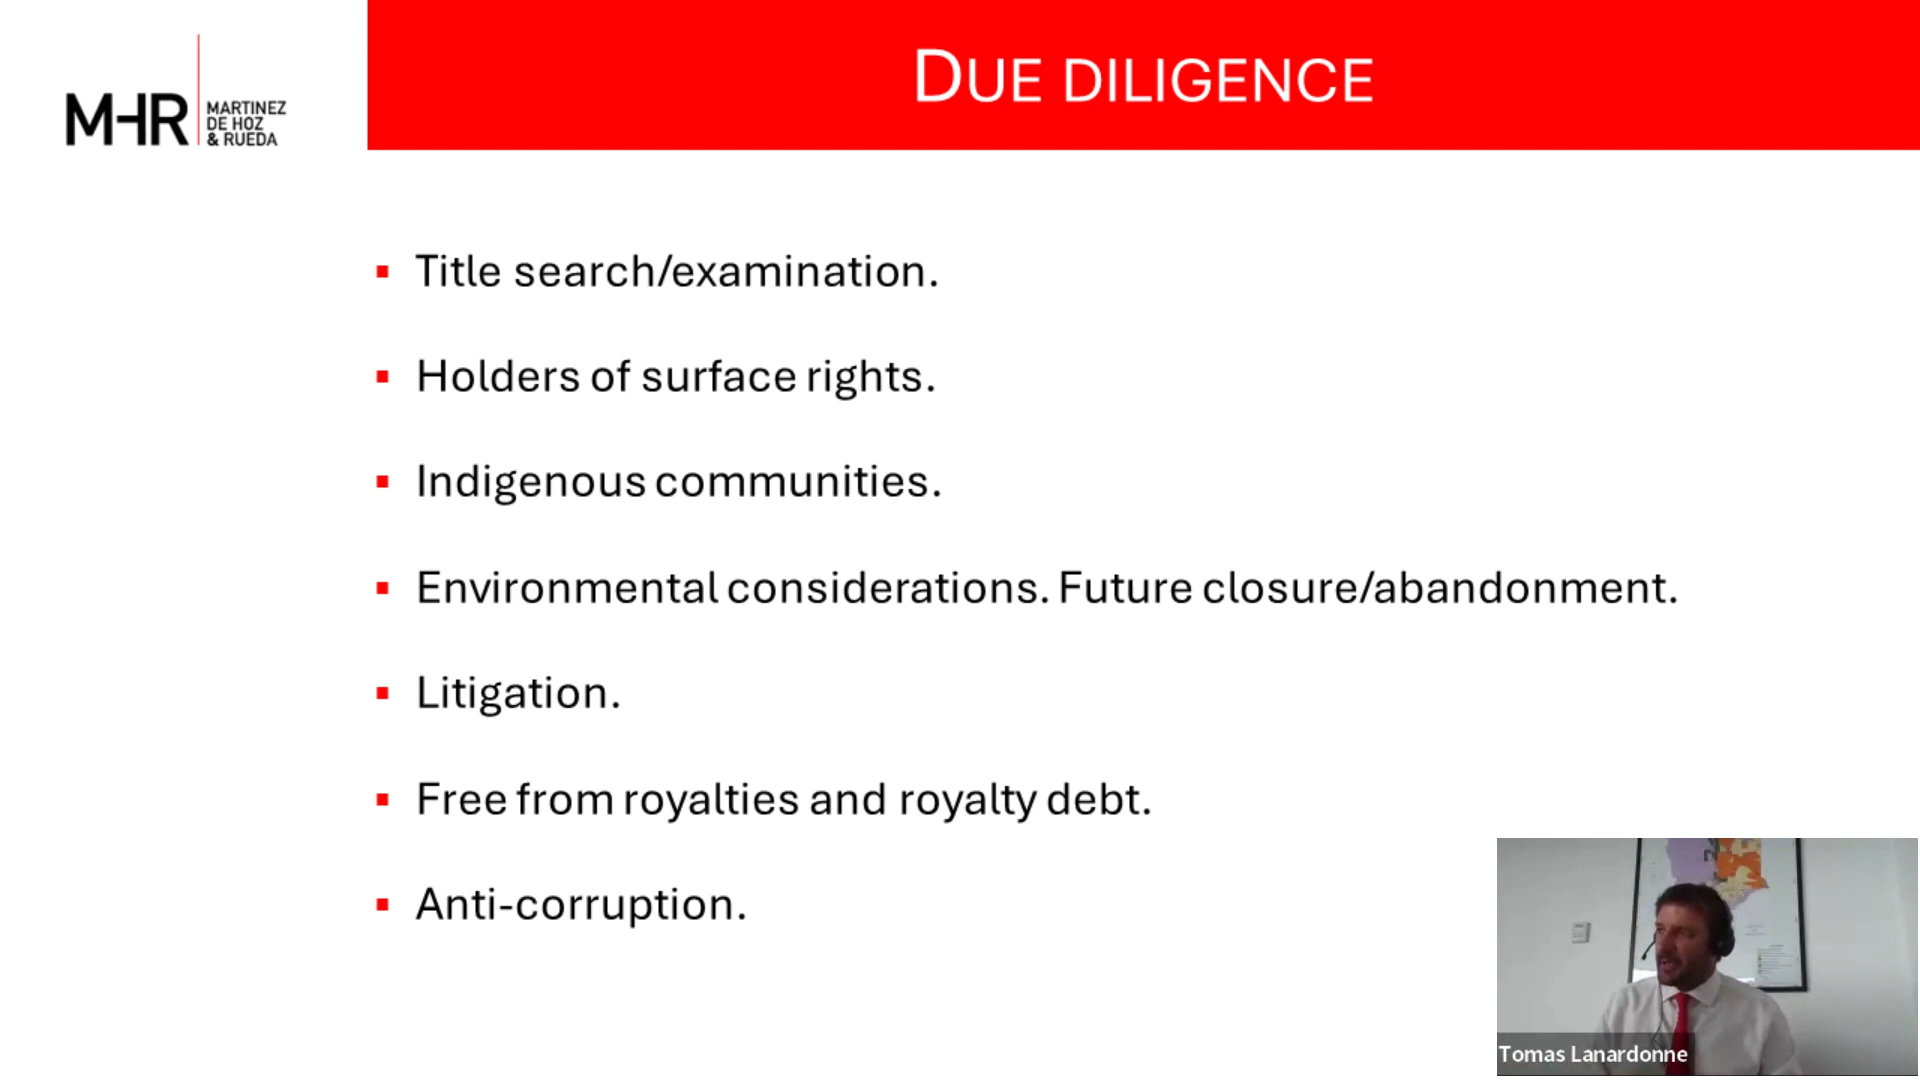 MHR
MARTINEZ
DE HOZ
& RUEDA
DUE DILIGENCE
Title search/examination.
Holders of surface rights.
Indigenous communities.
Environmental considerations. Future closure/abandonment.
Litigation.
Free from royalties and royalty debt.
Anti-corruption.
Tomas Lanardonne